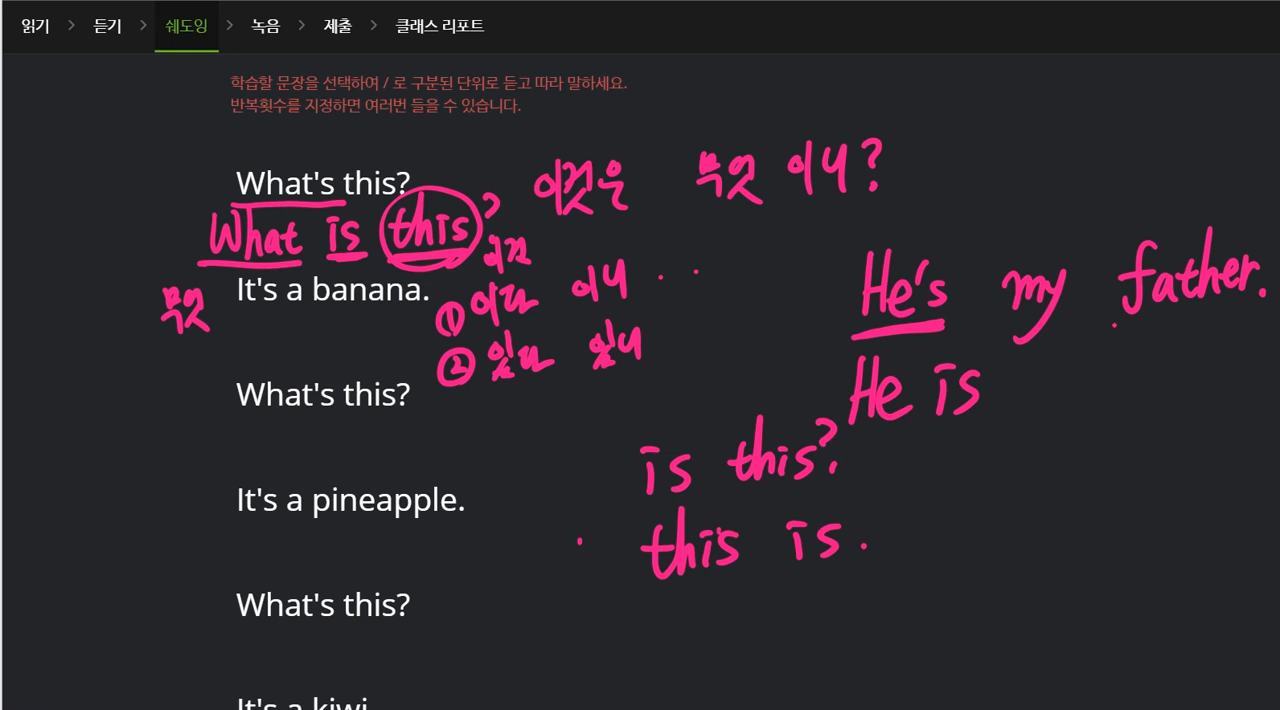 읽기 > 듣기 > 쉐도잉 > 녹음 > 제출 > 클래스 리포트
학습할 문장을 선택하여 / 로 구분된 단위로 듣고 따라 말하세요.
반복횟수를 지정하면 여러번 들을 수 있습니다.
What's this?
이것은 무엇 이니?
What is this?
이것
무엇
It's a banana.
① 이다 이니
② 있다 있니
He's my father.
He is
What's this?
is this?
It's a pineapple.
this is.
What's this?
It's a kiwi